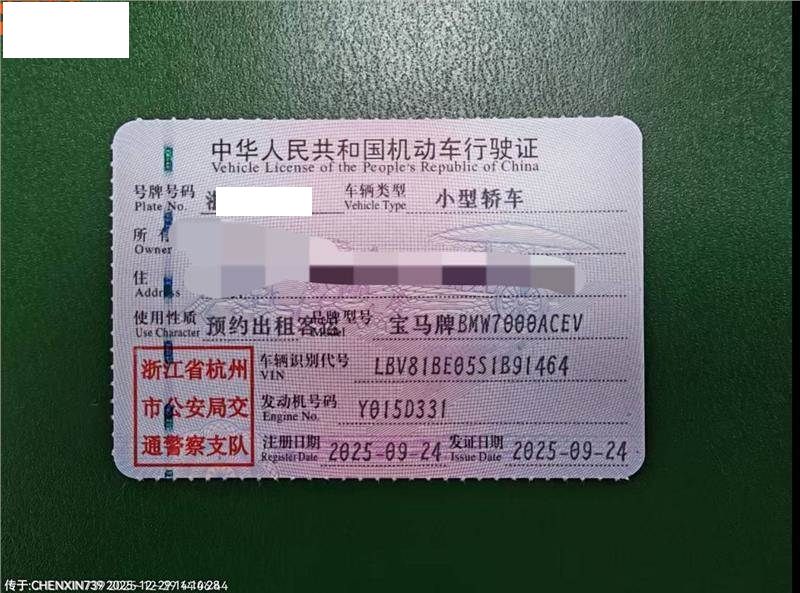 中华人民共和国机动车行驶证
Vehicle License of the People's Republic of China
号牌号码 车辆类型 小型轿车
Plate No. Vehicle Type
所
Owner
住
Address
使用性质 预约出租客运 品牌型号 宝马牌BMW7000ACEV
Use Character Model
浙江省杭州
市公安局交
通警察支队
车辆识别代号 LBV81BE05S1B91464
VIN
发动机号码 Y015D331
Engine No.
注册日期 2025-09-24 发证日期 2025-09-24
Register Date Issue Date
传于:CHENXIN739